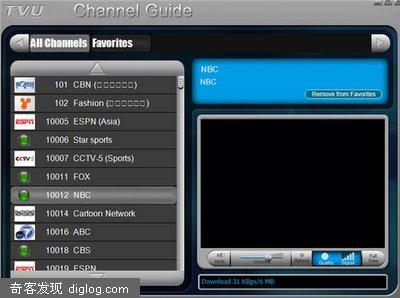 TVU Channel Guide
All Channels Favorites
101 CBN (□□□□□□)
102 Fashion (□□□□□□)
10005 ESPN (Asia)
10006 Star sports
10007 CCTV-5 (Sports)
10011 FOX
10012 NBC
10014 Cartoon Network
10016 ABC
10018 CBS
10019 ESPN
NBC
NBC
Remove from Favorites
Mute
Volume
Refresh
Quality
Signal
Full View
Download 31 KBps/6 MB
奇客发现 diglog.com